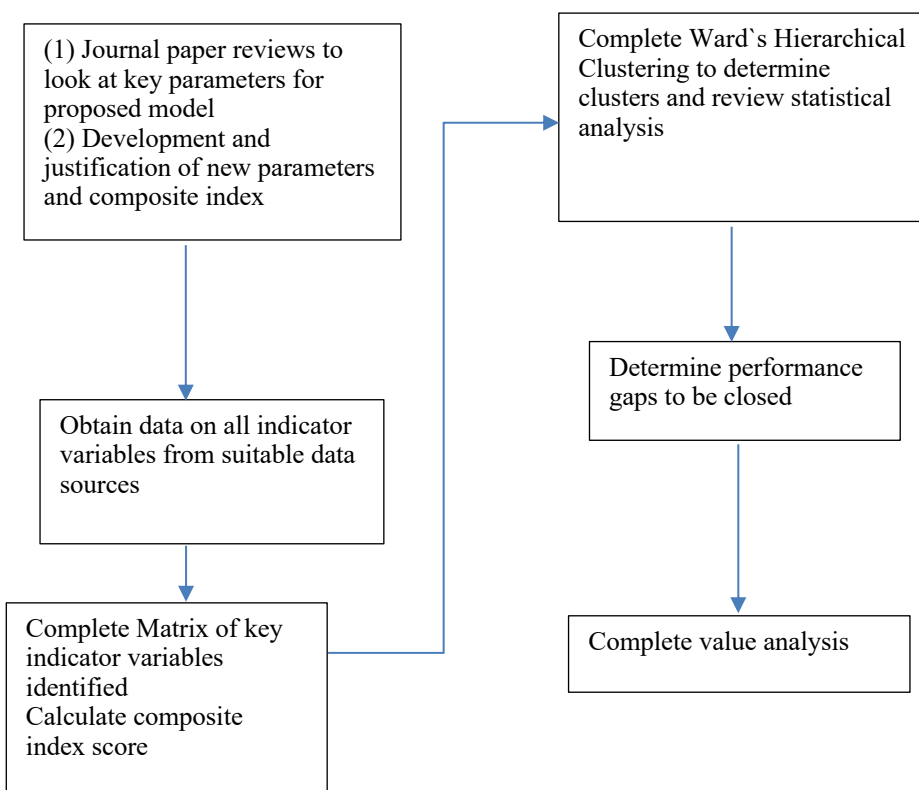 (1) Journal paper reviews to
look at key parameters for
proposed model
(2) Development and
justification of new parameters
and composite index
Obtain data on all indicator
variables from suitable data
sources
Complete Matrix of key
indicator variables
identified
Calculate composite
index score
Complete Ward`s Hierarchical
Clustering to determine
clusters and review statistical
analysis
Determine performance
gaps to be closed
Complete value analysis